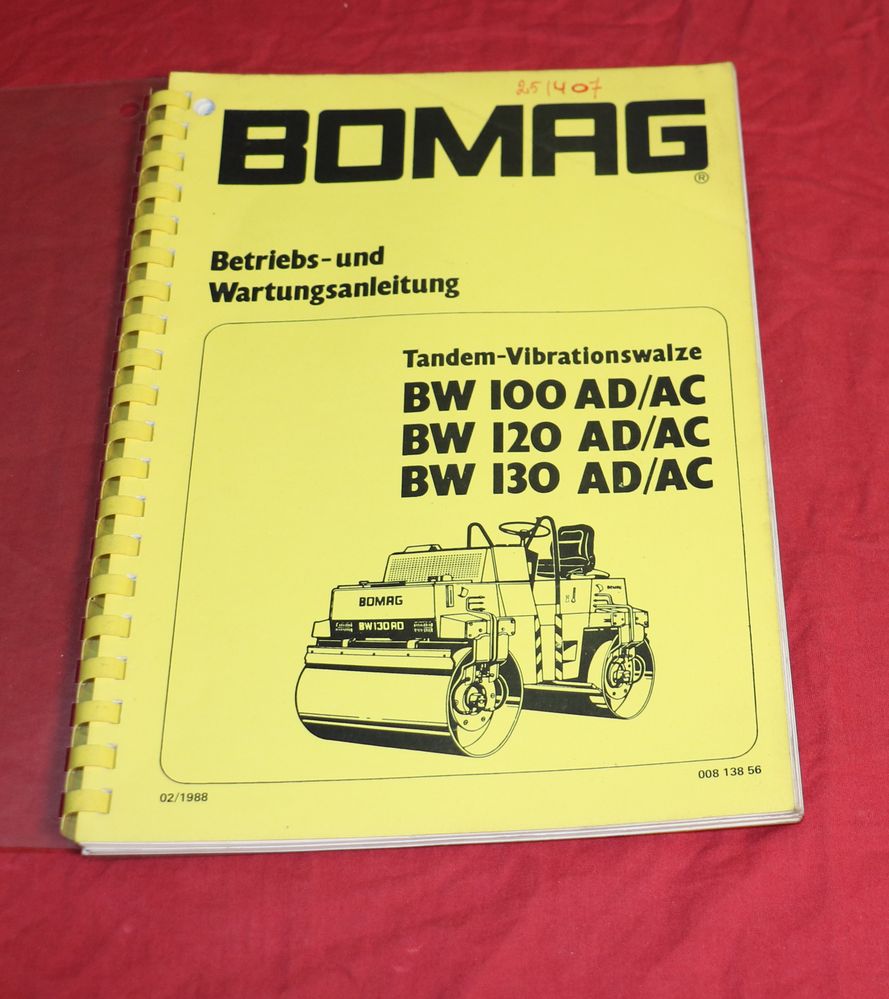 251407
BOMAG
®
Betriebs-und
Wartungsanleitung
Tandem-Vibrationswalze
BW 100 AD/AC
BW 120 AD/AC
BW 130 AD/AC
BOMAG
BW130AD
BOMAG
02/1988
008 138 56